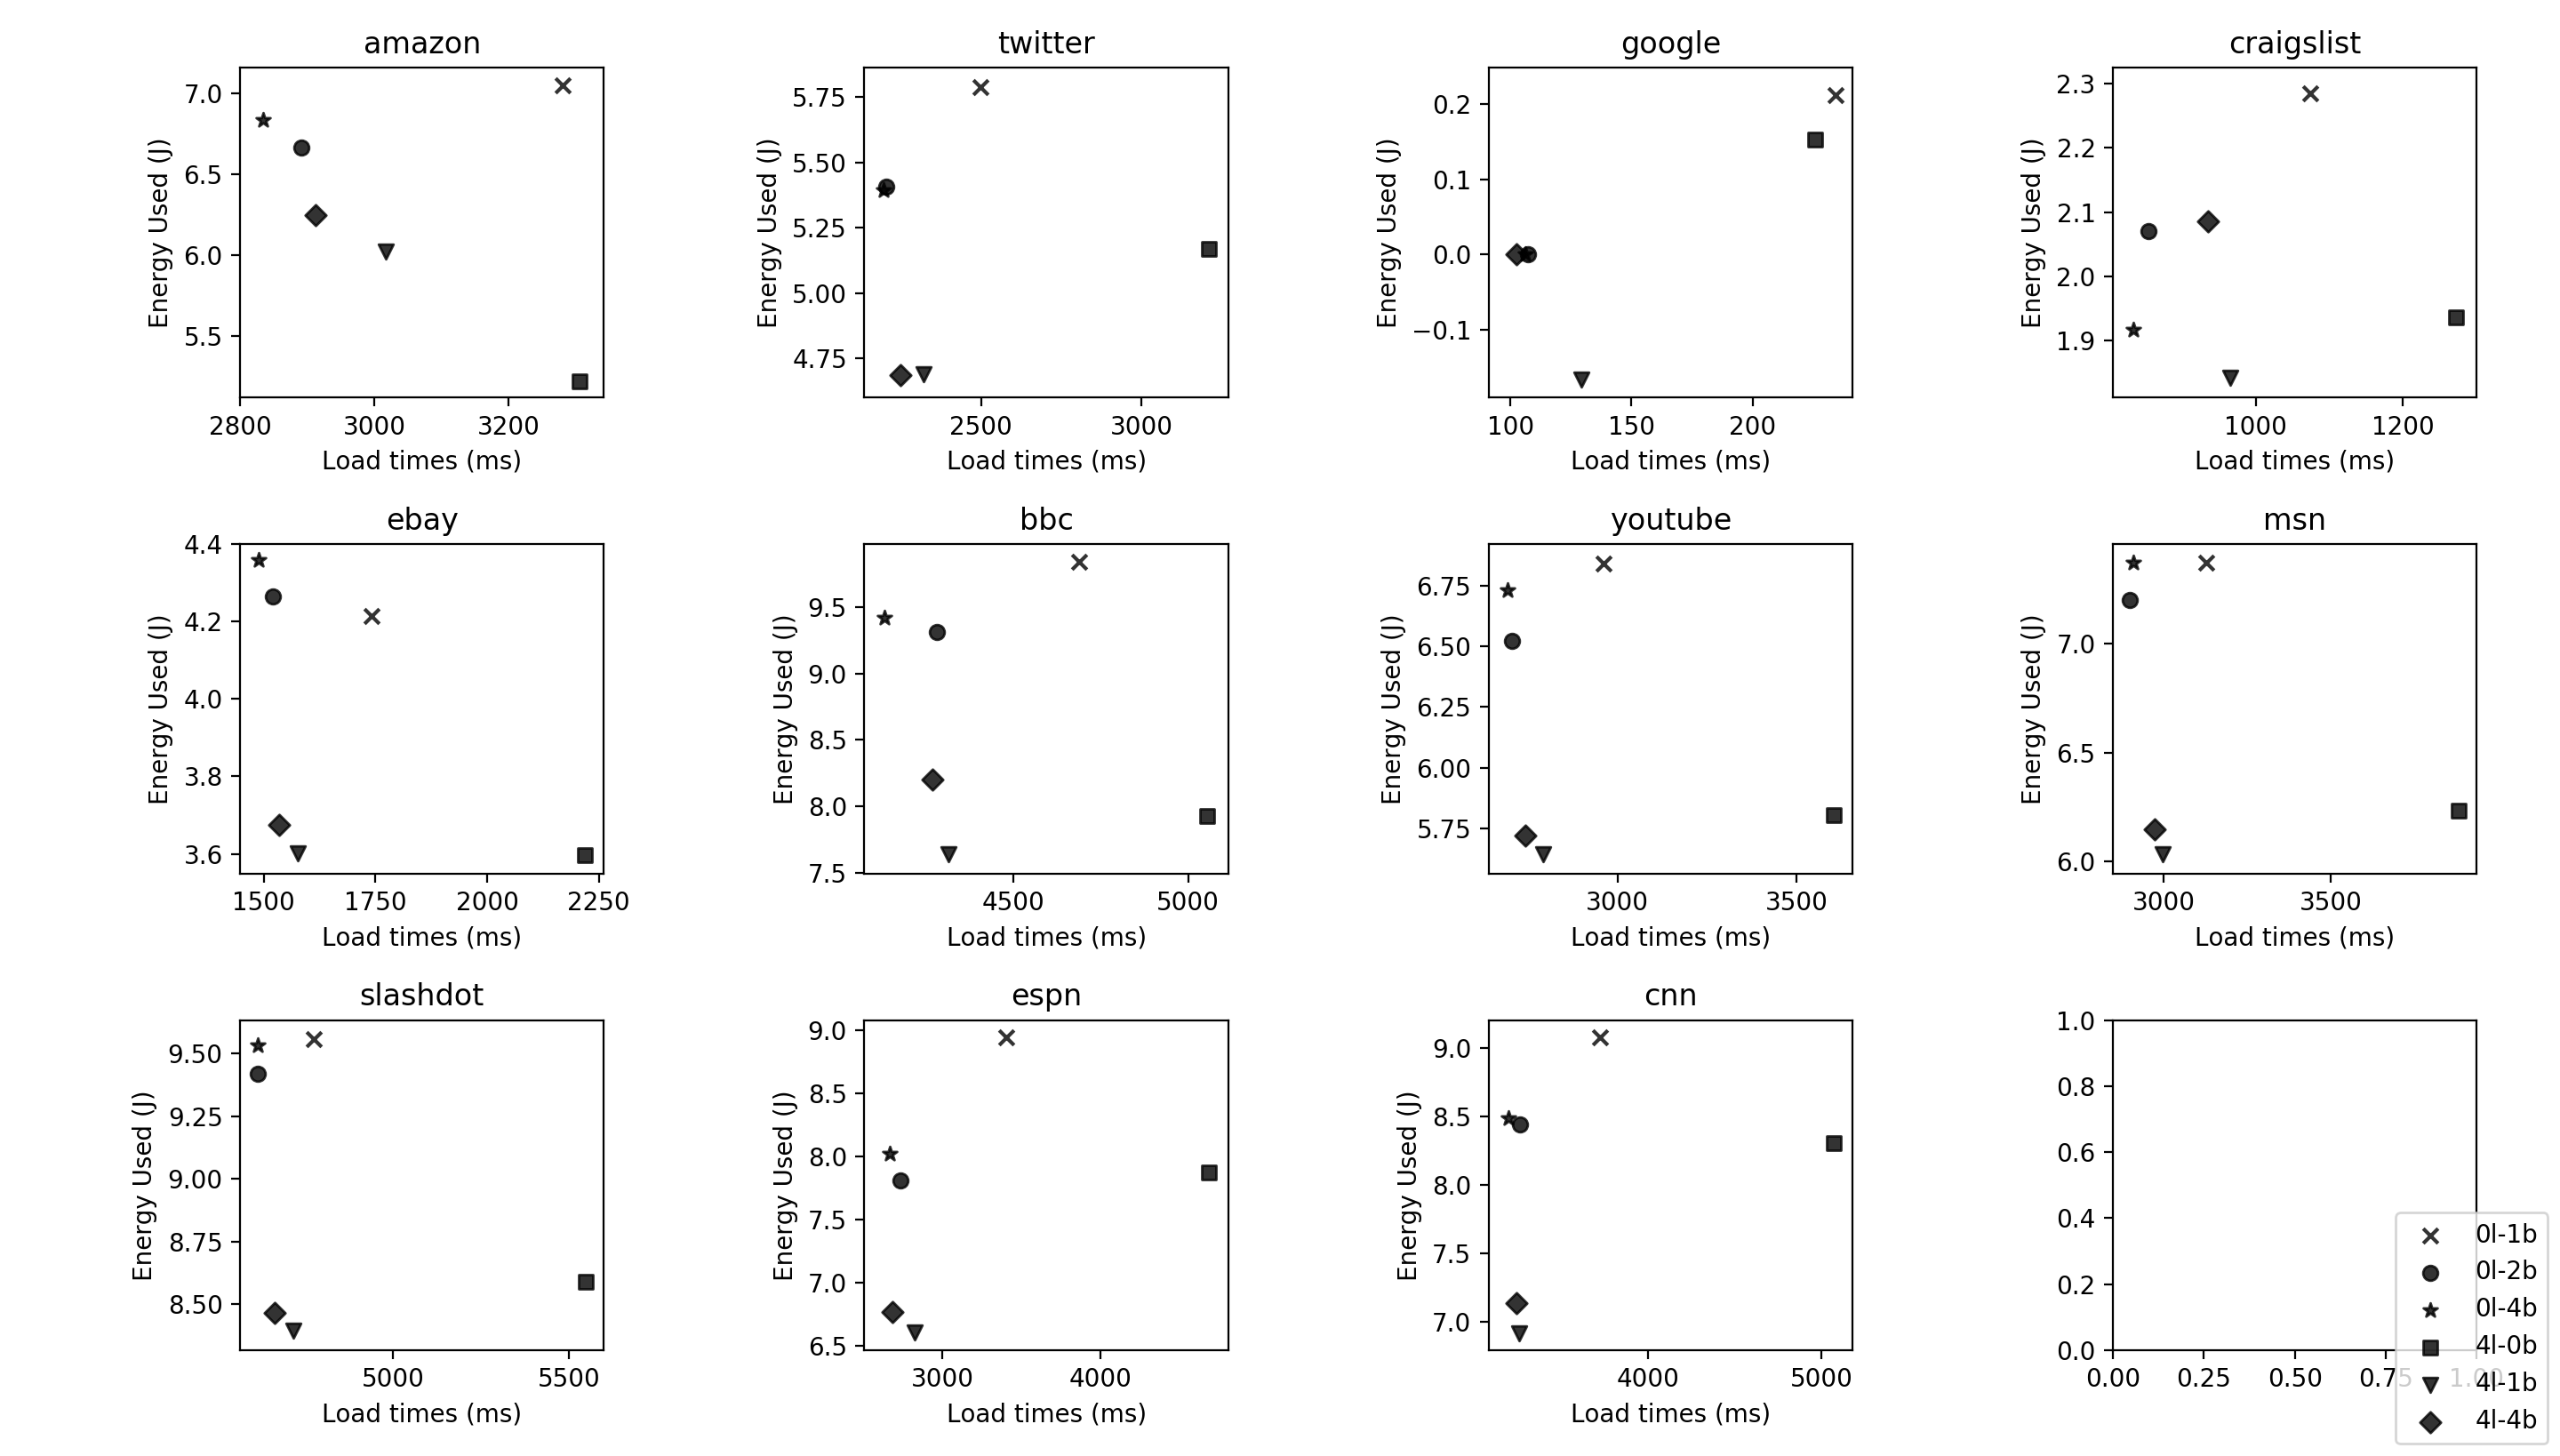 amazon
7.0
6.5
6.0
5.5
2800 3000 3200
Energy Used (J)
Load times (ms)
twitter
5.75
5.50
5.25
5.00
4.75
2500 3000
Energy Used (J)
Load times (ms)
google
0.2
0.1
0.0
−0.1
100 150 200
Energy Used (J)
Load times (ms)
craigslist
2.3
2.2
2.1
2.0
1.9
1000 1200
Energy Used (J)
Load times (ms)
ebay
4.4
4.2
4.0
3.8
3.6
1500 1750 2000 2250
Energy Used (J)
Load times (ms)
bbc
9.5
9.0
8.5
8.0
7.5
4500 5000
Energy Used (J)
Load times (ms)
youtube
6.75
6.50
6.25
6.00
5.75
3000 3500
Energy Used (J)
Load times (ms)
msn
7.0
6.5
6.0
3000 3500
Energy Used (J)
Load times (ms)
slashdot
9.50
9.25
9.00
8.75
8.50
5000 5500
Energy Used (J)
Load times (ms)
espn
9.0
8.5
8.0
7.5
7.0
6.5
3000 4000
Energy Used (J)
Load times (ms)
cnn
9.0
8.5
8.0
7.5
7.0
4000 5000
Energy Used (J)
Load times (ms)
1.0
0.8
0.6
0.4
0.2
0.0
0.00 0.25 0.50 0.75 1.00
0l-1b
0l-2b
0l-4b
4l-0b
4l-1b
4l-4b